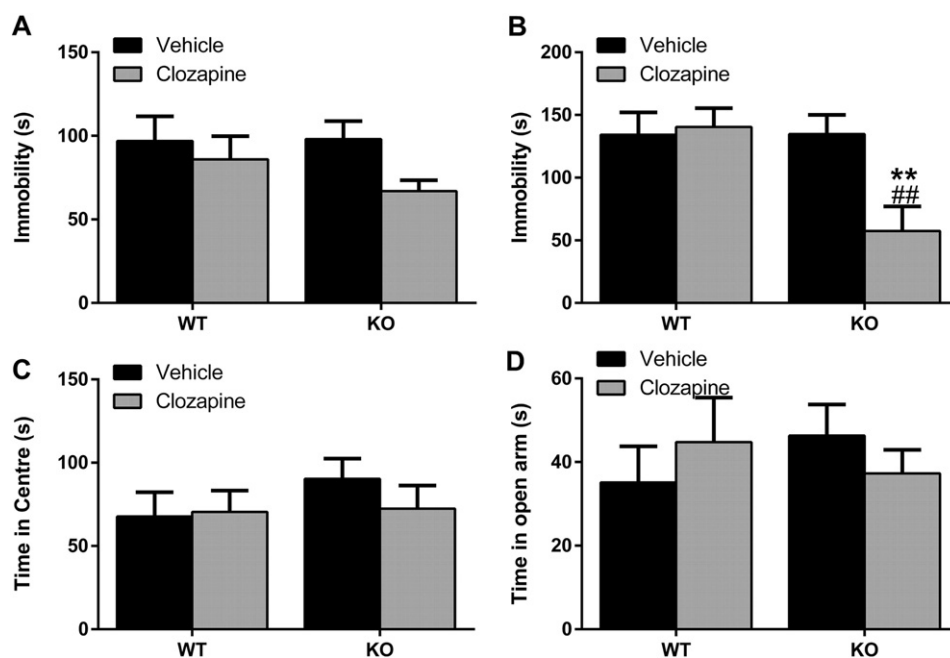 A
Vehicle
Clozapine
150
100
50
0
Immobility (s)
WT KO
B
Vehicle
Clozapine
200
150
100
50
0
Immobility (s)
**
##
WT KO
C
Vehicle
Clozapine
150
100
50
0
Time in Centre (s)
WT KO
D
Vehicle
Clozapine
60
40
20
0
Time in open arm (s)
WT KO